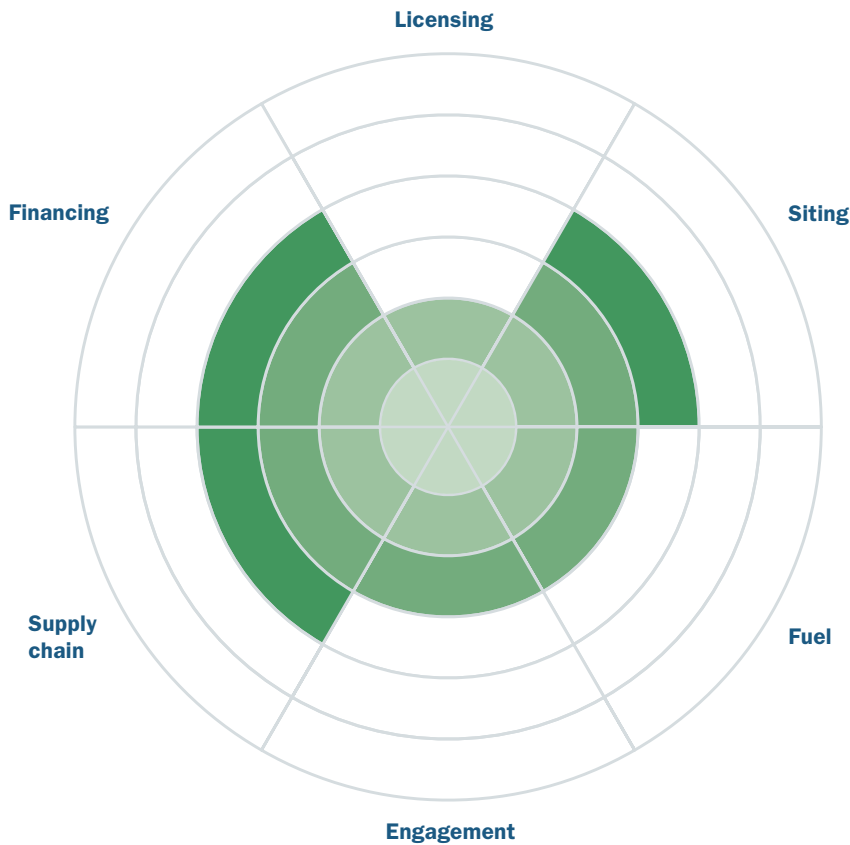 Licensing
Financing
Siting
Supply
chain
Fuel
Engagement